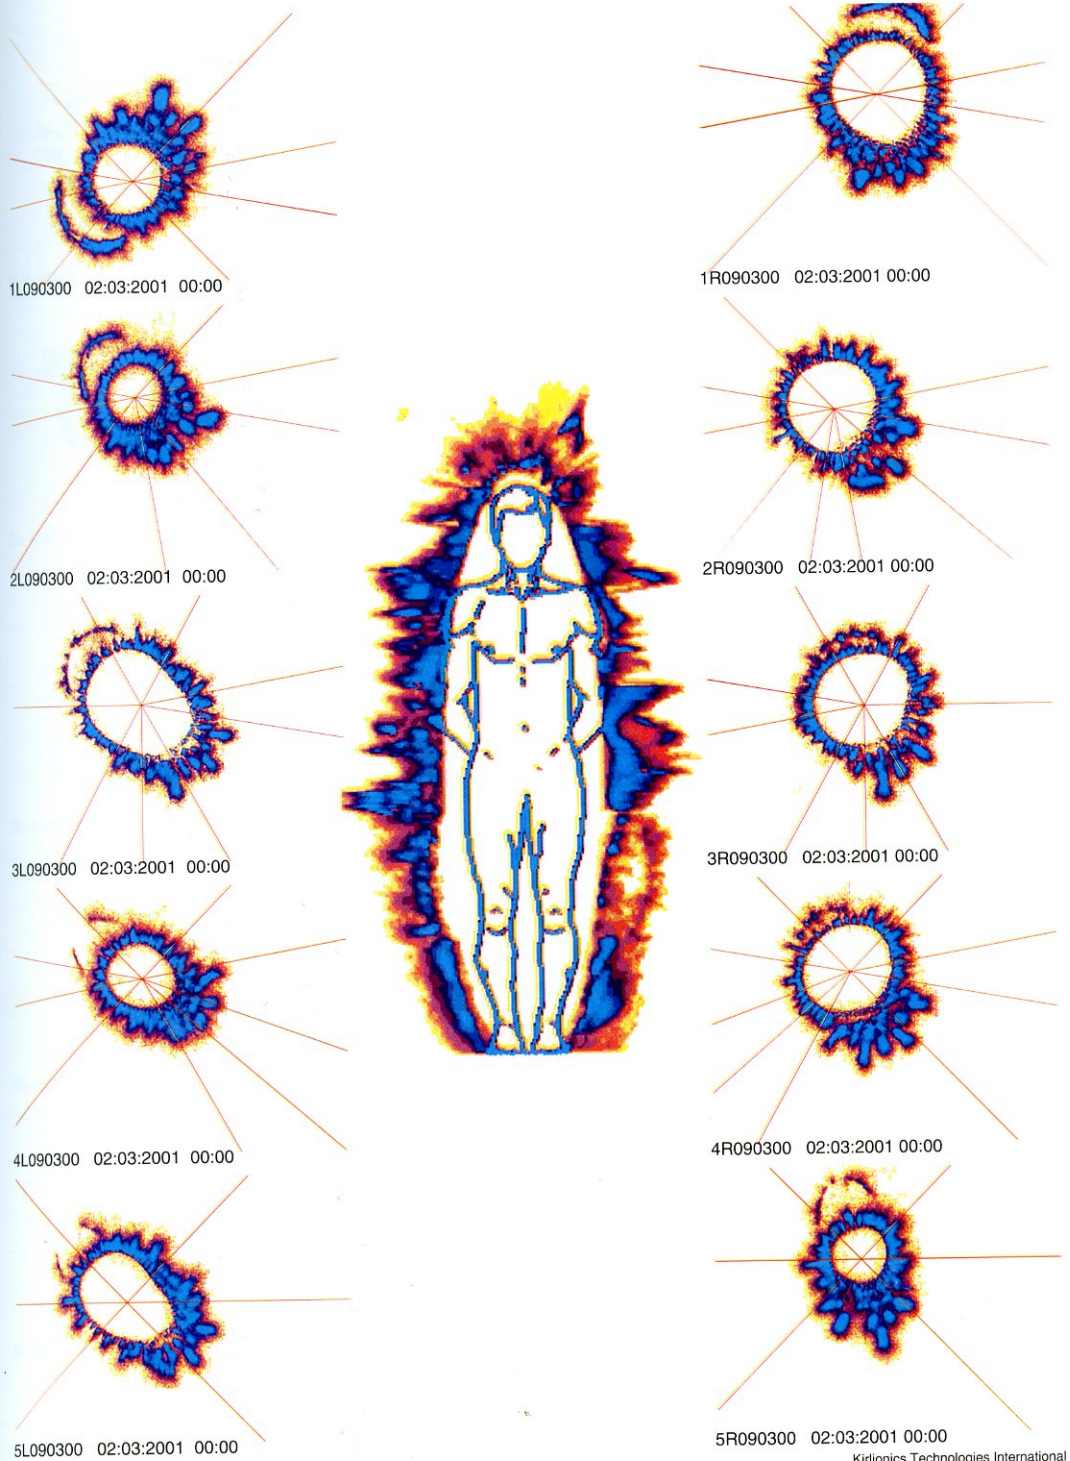 1L090300 02:03:2001 00:00
1R090300 02:03:2001 00:00
2L090300 02:03:2001 00:00
2R090300 02:03:2001 00:00
3L090300 02:03:2001 00:00
3R090300 02:03:2001 00:00
4L090300 02:03:2001 00:00
4R090300 02:03:2001 00:00
5L090300 02:03:2001 00:00
5R090300 02:03:2001 00:00
Kirlionics Technologies International